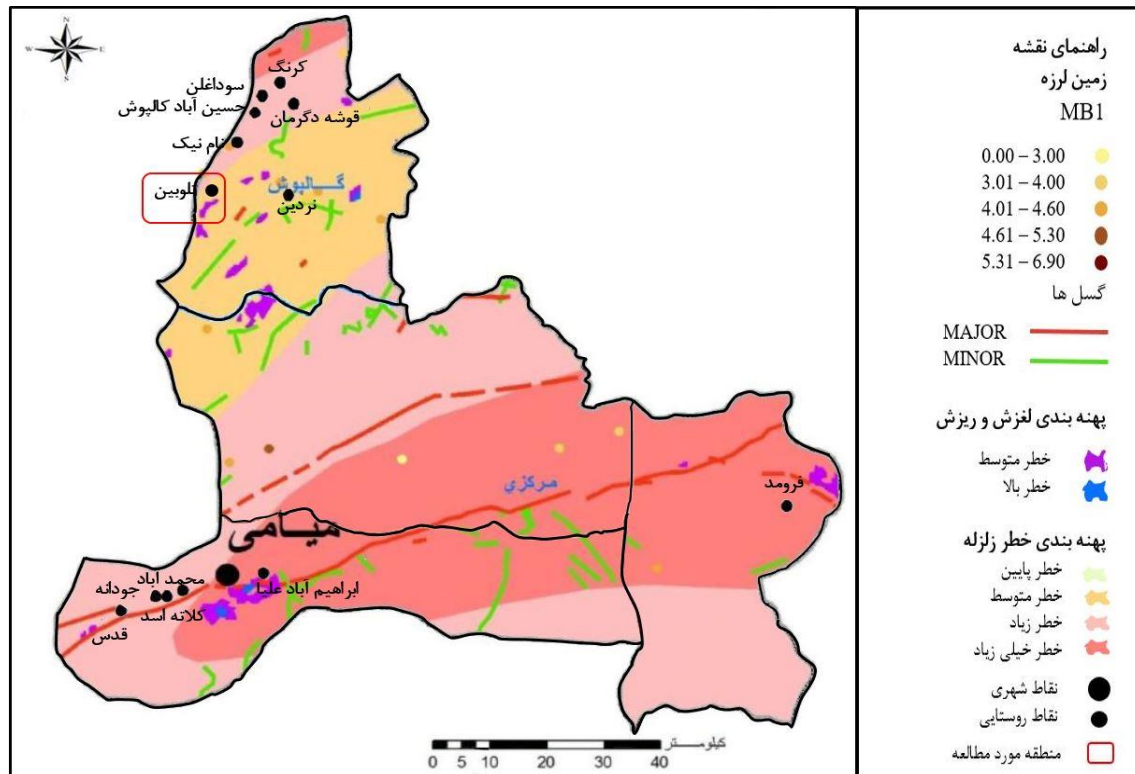 N
W
E
S
کرنگ
سوداغلن
حسین آباد کالپوش
قوشه دگرمان
نام نیک
تلوبین
کـــالپوش
نردین
مرکزي
فرومد
میــامی
ابراهیم آباد علیا
محمد آباد
جودانه
کلاته اسد
قدس
کیلومـــتر
0 5 10 20 30 40
راهنمای نقشه
زمین لرزه
MB1
0.00 – 3.00
3.01 – 4.00
4.01 – 4.60
4.61 – 5.30
5.31 – 6.90
گسل ها
MAJOR
MINOR
پهنه بندی لغزش و ریزش
خطر متوسط
خطر بالا
پهنه بندی خطر زلزله
خطر پایین
خطر متوسط
خطر زیاد
خطر خیلی زیاد
نقاط شهری
نقاط روستایی
منطقه مورد مطالعه